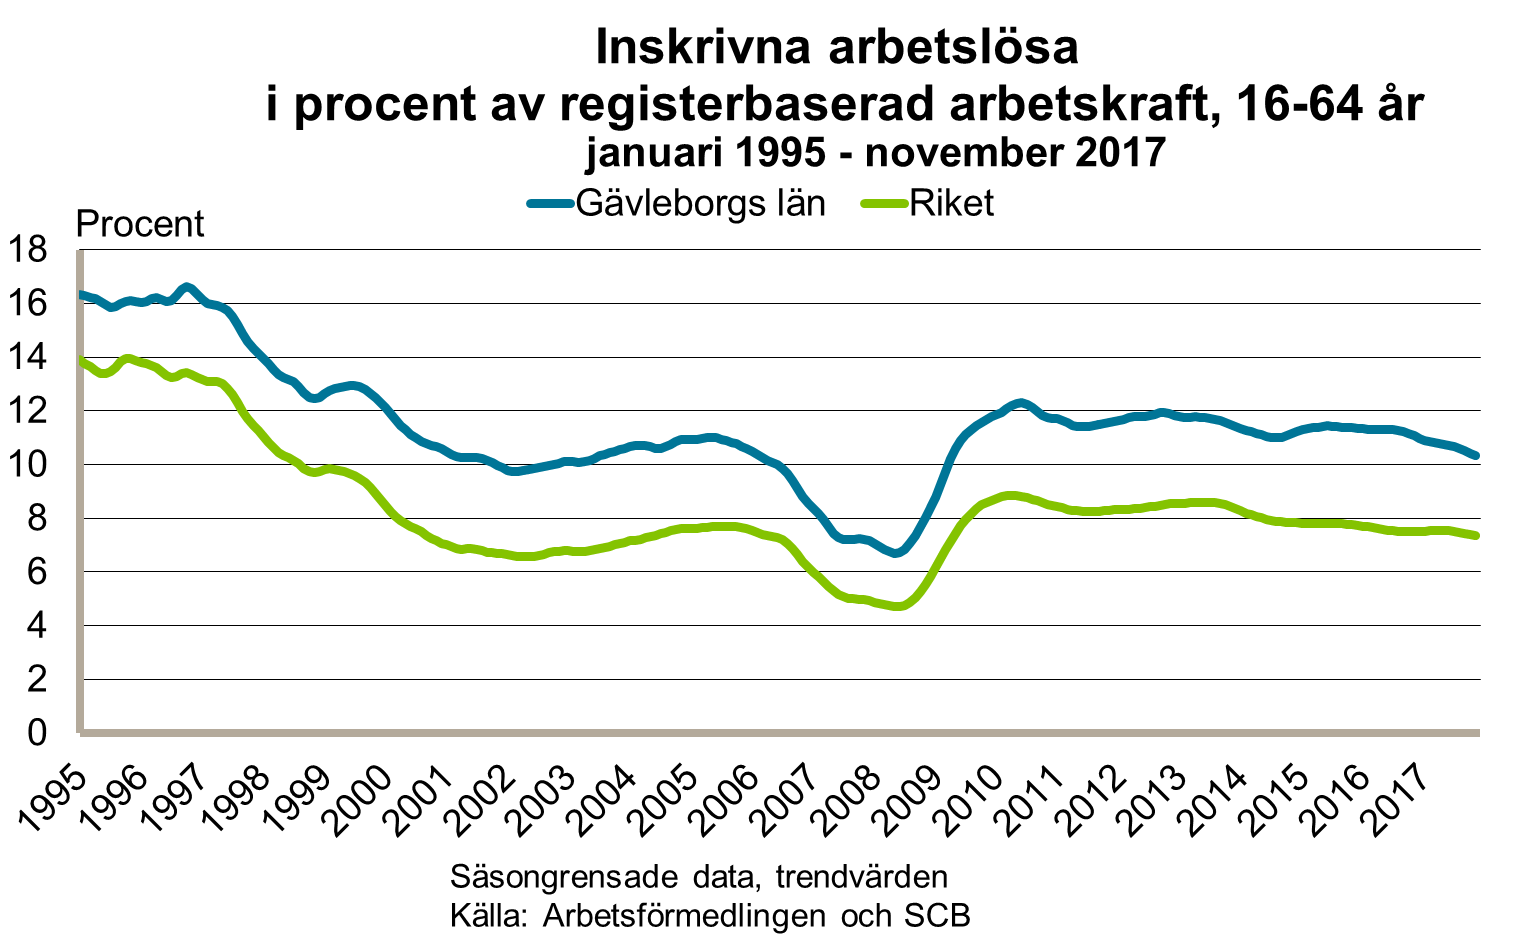 Inskrivna arbetslösa
i procent av registerbaserad arbetskraft, 16-64 år
januari 1995 - november 2017
Gävleborgs län Riket
Procent
18
16
14
12
10
8
6
4
2
0
1995 1996 1997 1998 1999 2000 2001 2002 2003 2004 2005 2006 2007 2008 2009 2010 2011 2012 2013 2014 2015 2016 2017
Säsongrensade data, trendvärden
Källa: Arbetsförmedlingen och SCB